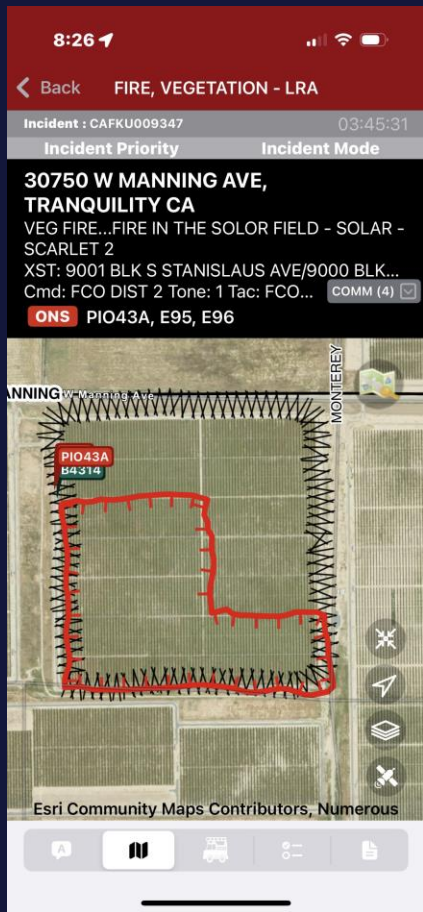 8:26
Back FIRE, VEGETATION - LRA
Incident : CAFKU009347 03:45:31
Incident Priority Incident Mode
30750 W MANNING AVE,
TRANQUILITY CA
VEG FIRE...FIRE IN THE SOLOR FIELD - SOLAR -
SCARLET 2
XST: 9001 BLK S STANISLAUS AVE/9000 BLK...
Cmd: FCO DIST 2 Tone: 1 Tac: FCO... COMM (4)
ONS PIO43A, E95, E96
ANNING W Manning Ave
MONTEREY
PIO43A
B4314
Esri Community Maps Contributors, Numerous
A